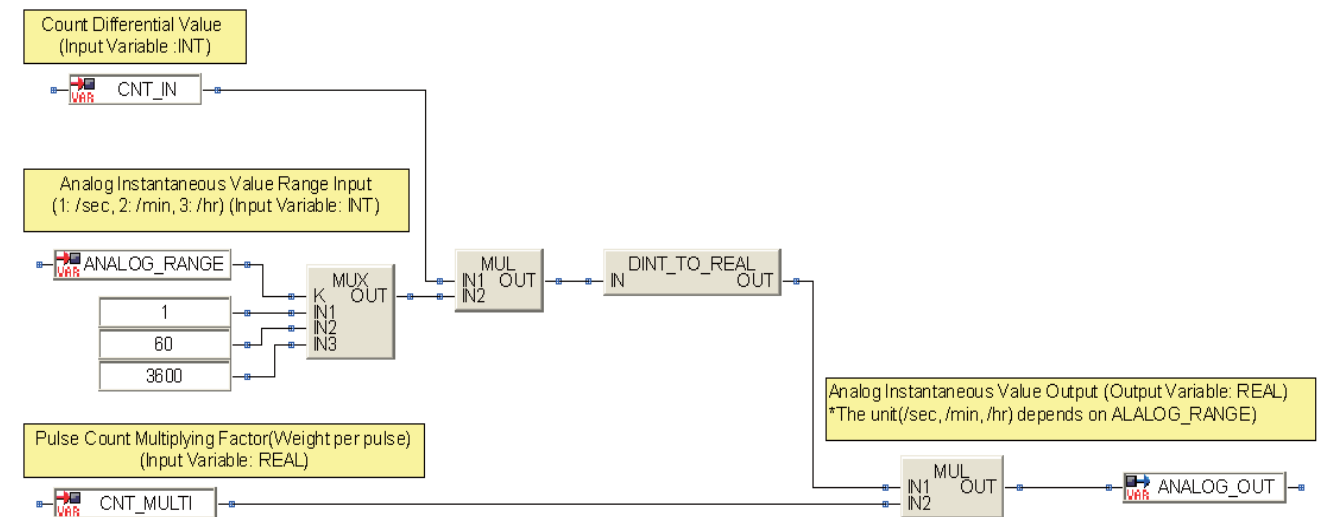 Count Differential Value
(Input Variable :INT)
VAR CNT_IN
Analog Instantaneous Value Range Input
(1: /sec, 2: /min, 3: /hr) (Input Variable: INT)
VAR ANALOG_RANGE
1
60
3600
MUX
K OUT
IN1
IN2
IN3
MUL
IN1 OUT
IN2
DINT_TO_REAL
IN OUT
Analog Instantaneous Value Output (Output Variable: REAL)
*The unit(/sec, /min, /hr) depends on ALALOG_RANGE)
Pulse Count Multiplying Factor(Weight per pulse)
(Input Variable: REAL)
VAR CNT_MULTI
MUL
IN1 OUT
IN2
VAR ANALOG_OUT